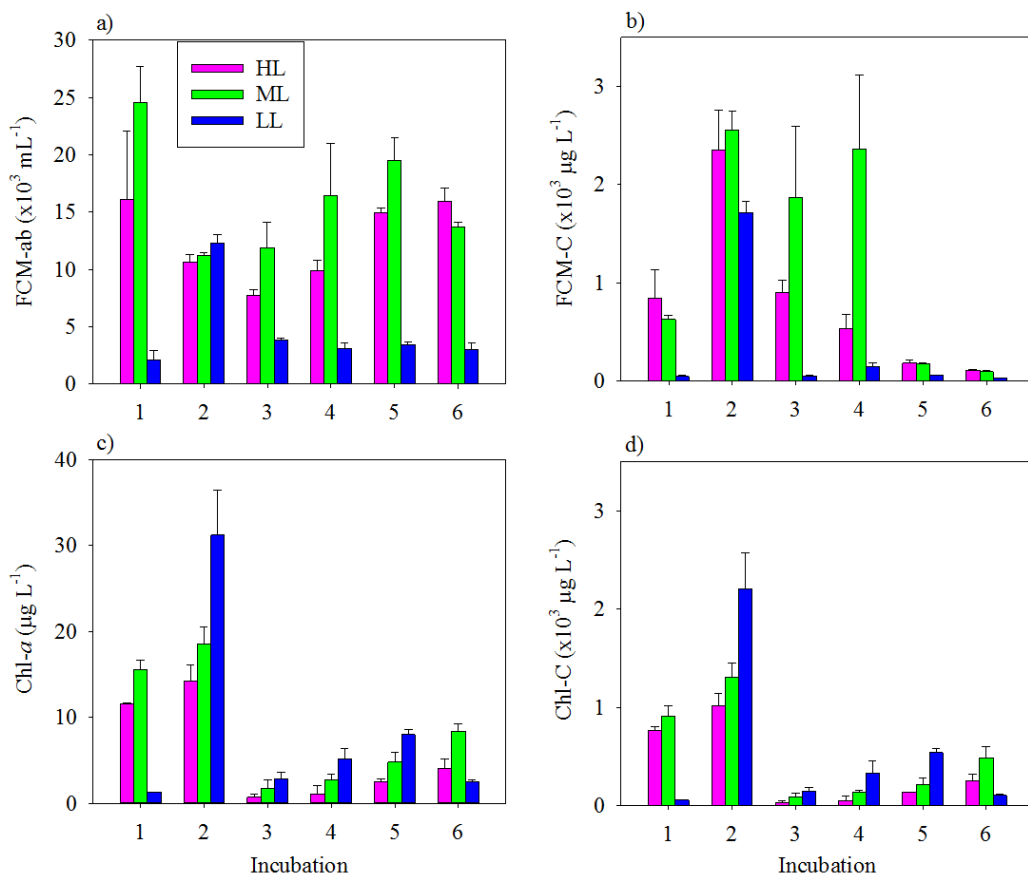 a)
30
25
20
15
10
5
0
FCM-ab (x10³ mL⁻¹)
HL
ML
LL
1 2 3 4 5 6
b)
3
2
1
0
FCM-C (x10³ µg L⁻¹)
1 2 3 4 5 6
c)
40
30
20
10
0
Chl-a (µg L⁻¹)
1 2 3 4 5 6
Incubation
d)
3
2
1
0
Chl-C (x10³ µg L⁻¹)
1 2 3 4 5 6
Incubation